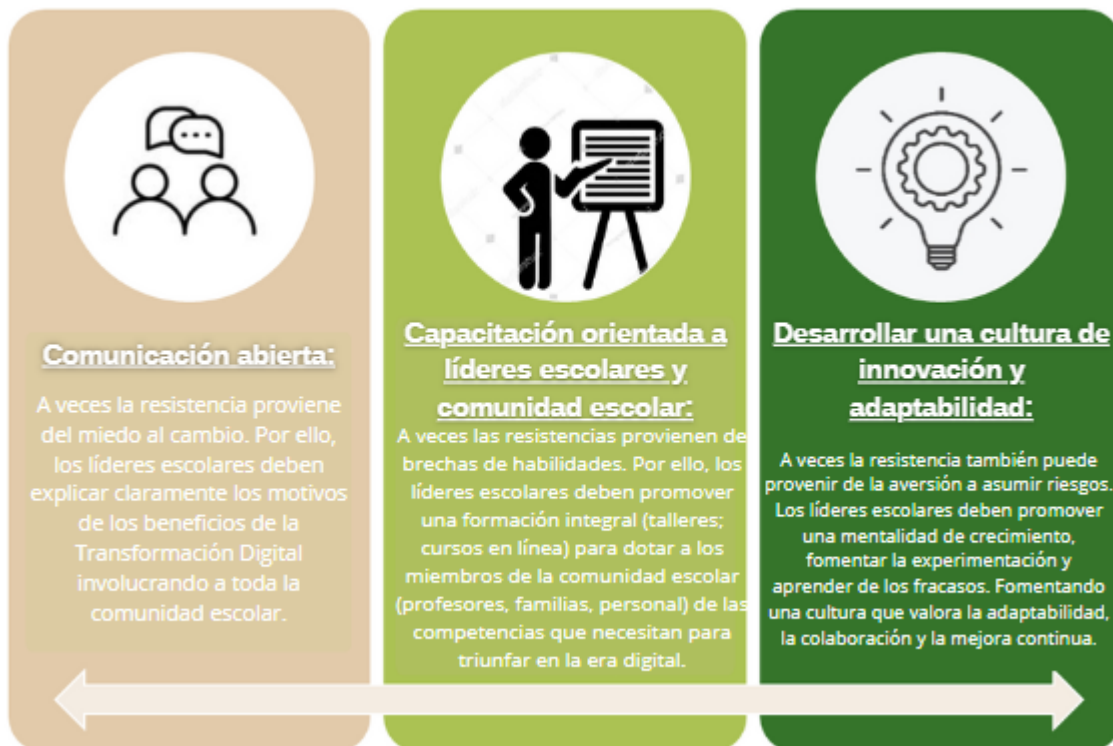 Comunicación abierta:
A veces la resistencia proviene
del miedo al cambio. Por ello,
los líderes escolares deben
explicar claramente los motivos
de los beneficios de la
Transformación Digital
involucrando a toda la
comunidad escolar.
Capacitación orientada a
líderes escolares y
comunidad escolar:
A veces las resistencias provienen de
brechas de habilidades. Por ello, los
líderes escolares deben promover
una formación integral (talleres;
cursos en línea) para dotar a los
miembros de la comunidad escolar
(profesores, familias, personal) de las
competencias que necesitan para
triunfar en la era digital.
Desarrollar una cultura de
innovación y
adaptabilidad:
A veces la resistencia también puede
provenir de la aversión a asumir riesgos.
Los líderes escolares deben promover
una mentalidad de crecimiento,
fomentar la experimentación y
aprender de los fracasos. Fomentando
una cultura que valora la adaptabilidad,
la colaboración y la mejora continua.